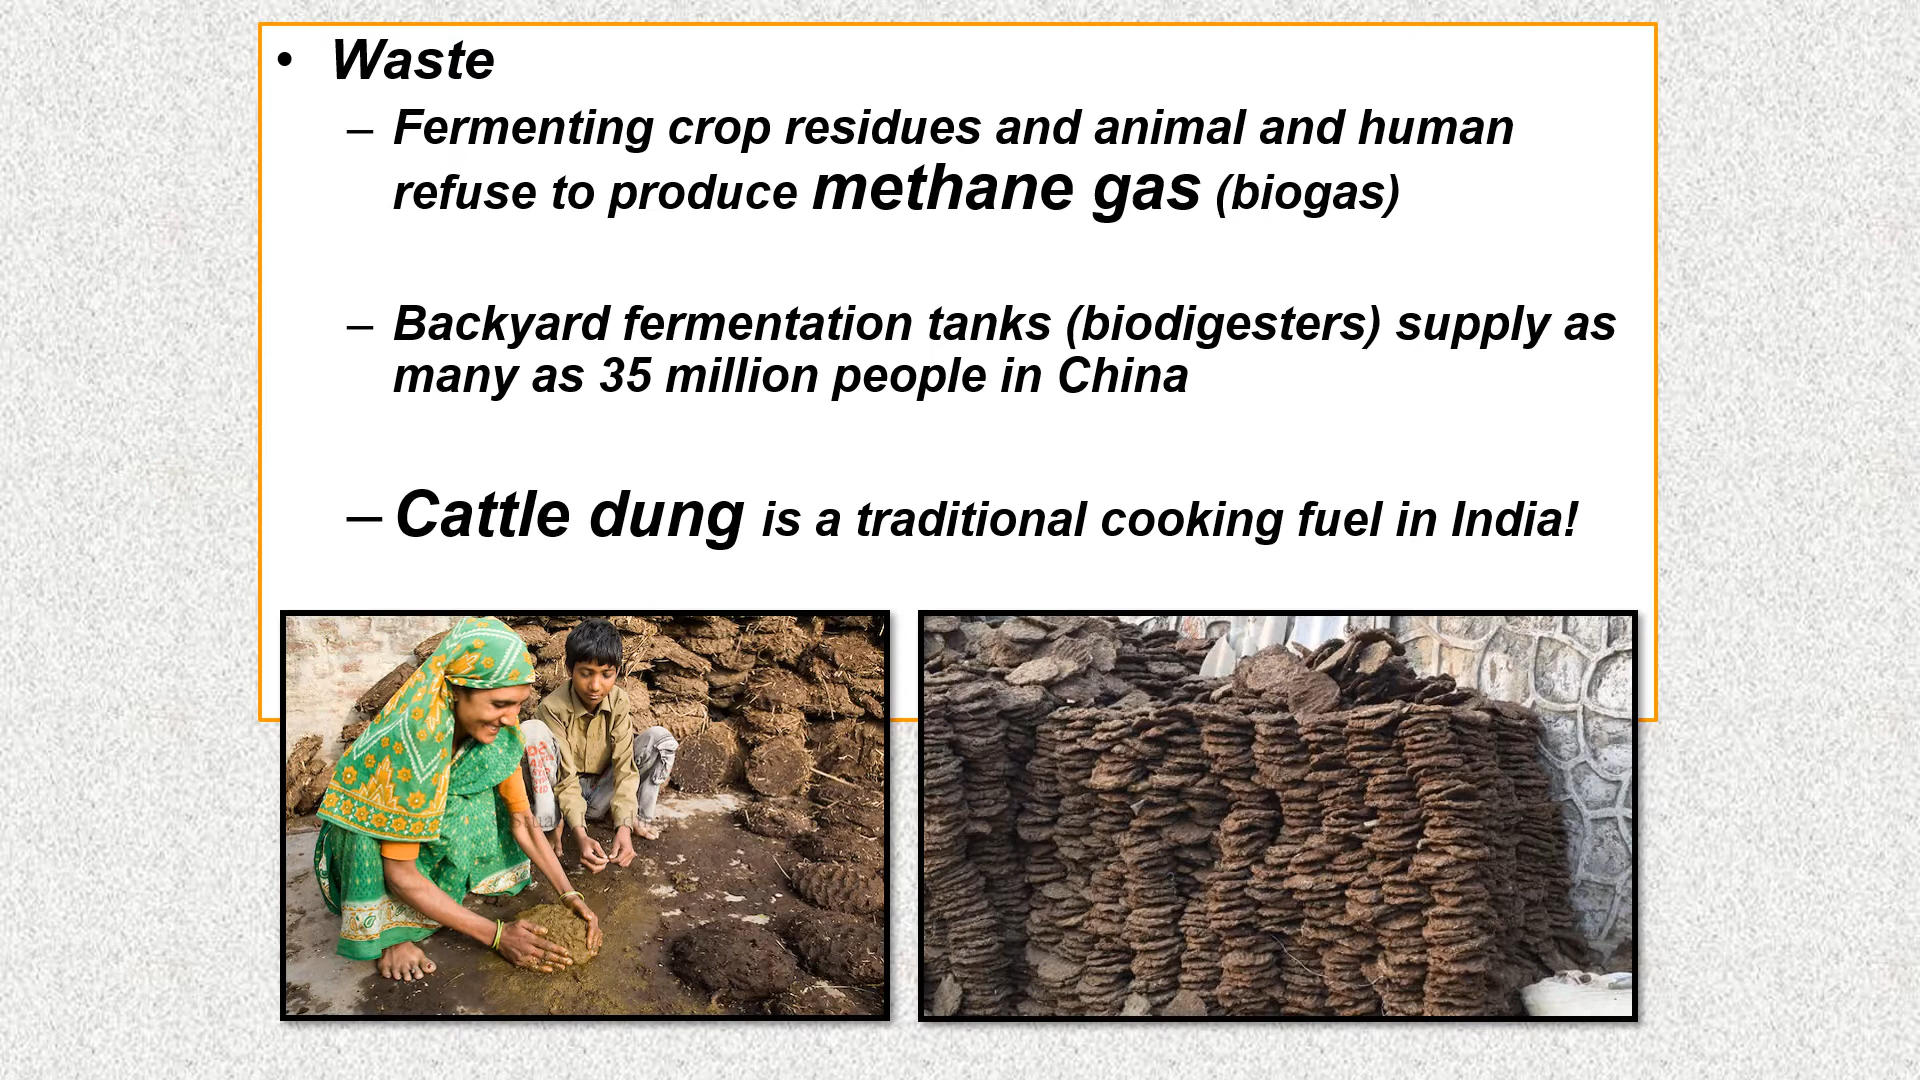 • Waste
– Fermenting crop residues and animal and human
refuse to produce methane gas (biogas)
– Backyard fermentation tanks (biodigesters) supply as
many as 35 million people in China
– Cattle dung is a traditional cooking fuel in India!